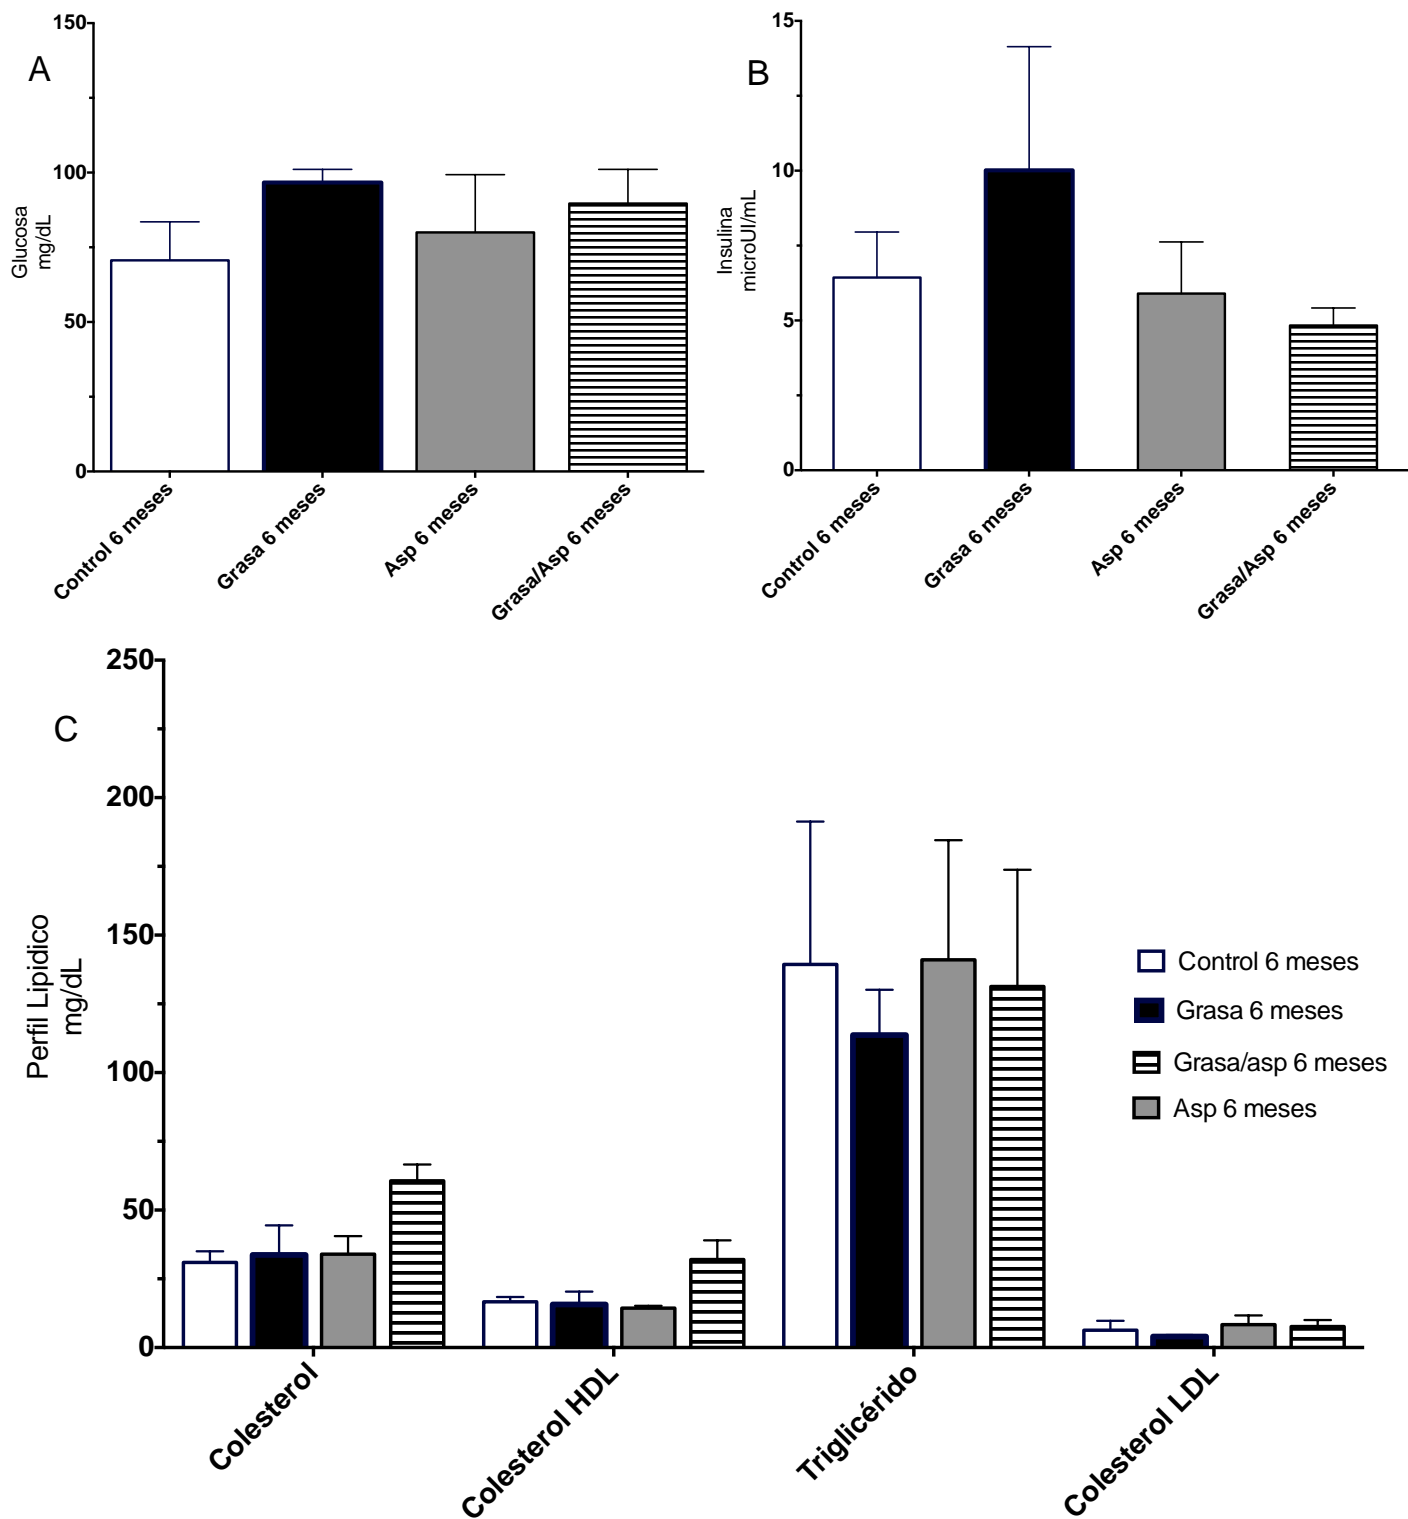 A
150
100
50
0
Glucosa
mg/dL
Control 6 meses
Grasa 6 meses
Asp 6 meses
Grasa/Asp 6 meses
B
15
10
5
0
Insulina
microUI/mL
Control 6 meses
Grasa 6 meses
Asp 6 meses
Grasa/Asp 6 meses
C
250
200
150
100
50
0
Perfil Lipidico
mg/dL
Colesterol
Colesterol HDL
Triglicérido
Colesterol LDL
Control 6 meses
Grasa 6 meses
Grasa/asp 6 meses
Asp 6 meses